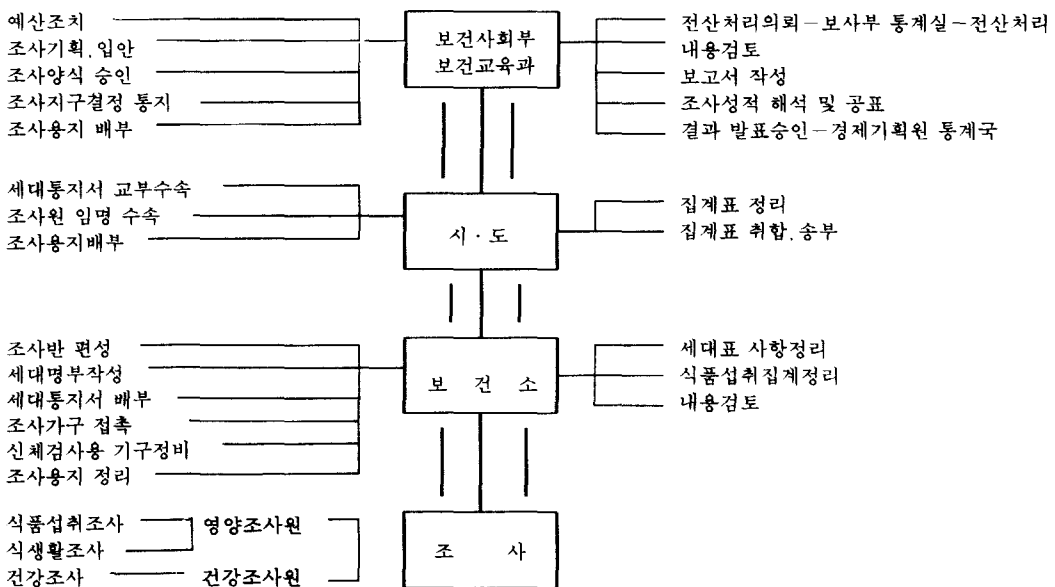 예산조치
조사기획.입안
조사양식 승인
조사지구결정 통지
조사용지 배부
보건사회부
보건교육과
전산처리의뢰-보사부 통계실~전산처리
내용검토
보고서 작성
조사성적 해석 및 공표
결과 발표승인-경제기획원 통계국
세대통지서 교부수속
조사원 임명 수속
조사용지배부
시·도
집계표 정리
집계표 취합.송부
조사반 편성
세대명부작성
세대통지서 배부
조사가구 접촉
신체검사용 기구정비
조사용지 정리
보 건 소
세대표 사항정리
식품섭취집계정리
내용검토
식품섭취조사
식생활조사
건강조사
영양조사원
건강조사원
조 사